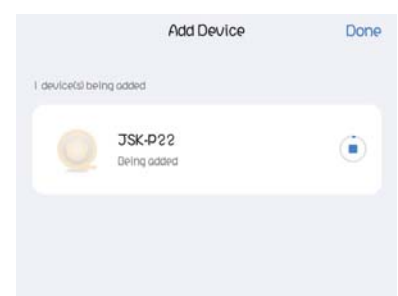 Add Device
Done
1 device(s) being added
JSK-P22
Being added